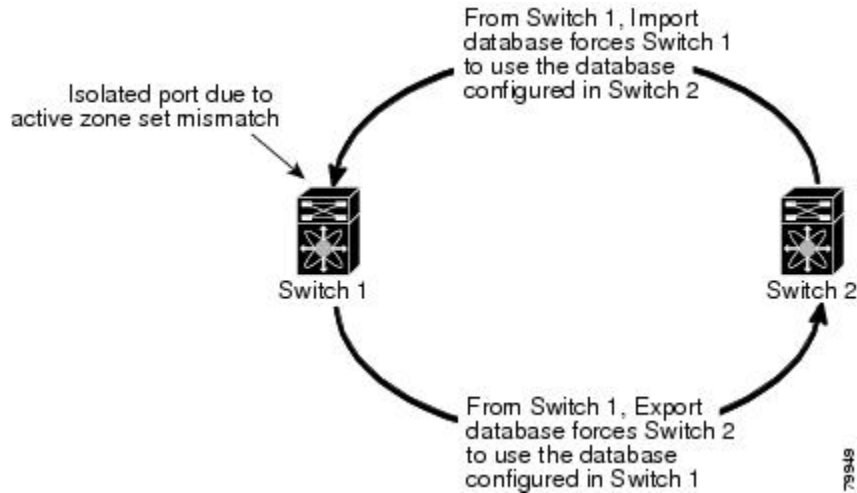 From Switch 1, Import
database forces Switch 1
to use the database
configured in Switch 2
Isolated port due to
active zone set mismatch
Switch 1
Switch 2
From Switch 1, Export
database forces Switch 2
to use the database
configured in Switch 1
79949